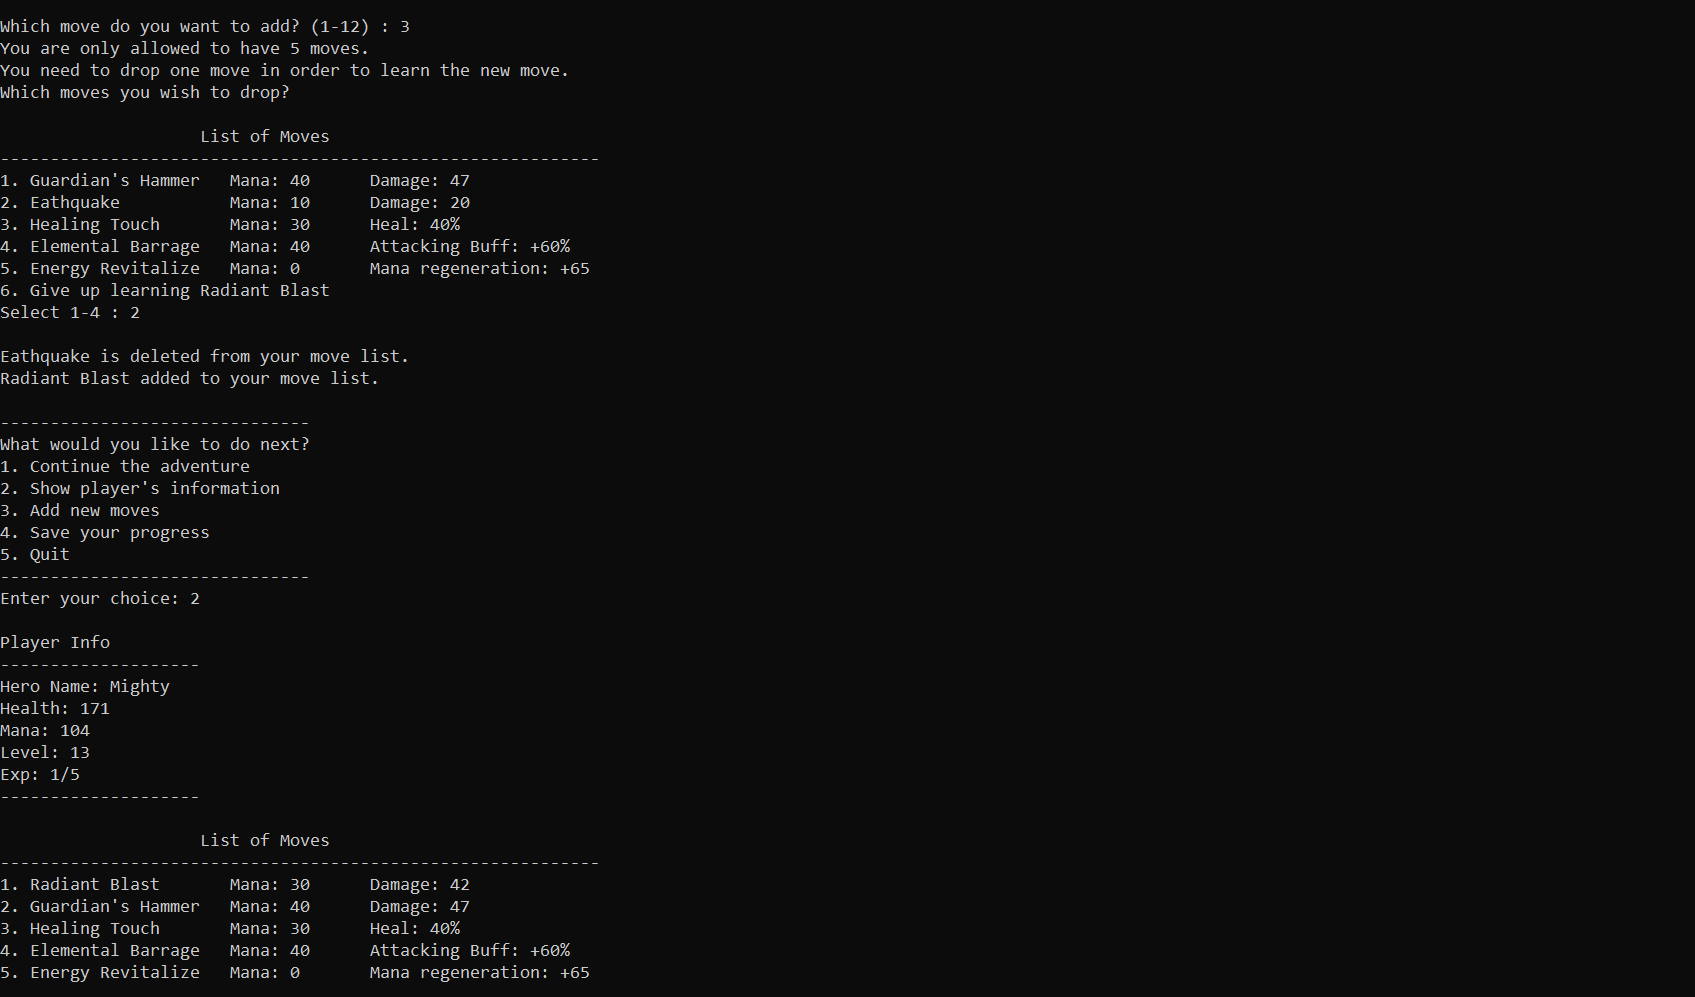 Which move do you want to add? (1-12) : 3
You are only allowed to have 5 moves.
You need to drop one move in order to learn the new move.
Which moves you wish to drop?
List of Moves
------------------------------------------------------------
1. Guardian's Hammer   Mana: 40      Damage: 47
2. Eathquake           Mana: 10      Damage: 20
3. Healing Touch       Mana: 30      Heal: 40%
4. Elemental Barrage   Mana: 40      Attacking Buff: +60%
5. Energy Revitalize   Mana: 0       Mana regeneration: +65
6. Give up learning Radiant Blast
Select 1-4 : 2
Eathquake is deleted from your move list.
Radiant Blast added to your move list.
-------------------------------
What would you like to do next?
1. Continue the adventure
2. Show player's information
3. Add new moves
4. Save your progress
5. Quit
-------------------------------
Enter your choice: 2
Player Info
--------------------
Hero Name: Mighty
Health: 171
Mana: 104
Level: 13
Exp: 1/5
--------------------
List of Moves
------------------------------------------------------------
1. Radiant Blast       Mana: 30      Damage: 42
2. Guardian's Hammer   Mana: 40      Damage: 47
3. Healing Touch       Mana: 30      Heal: 40%
4. Elemental Barrage   Mana: 40      Attacking Buff: +60%
5. Energy Revitalize   Mana: 0       Mana regeneration: +65